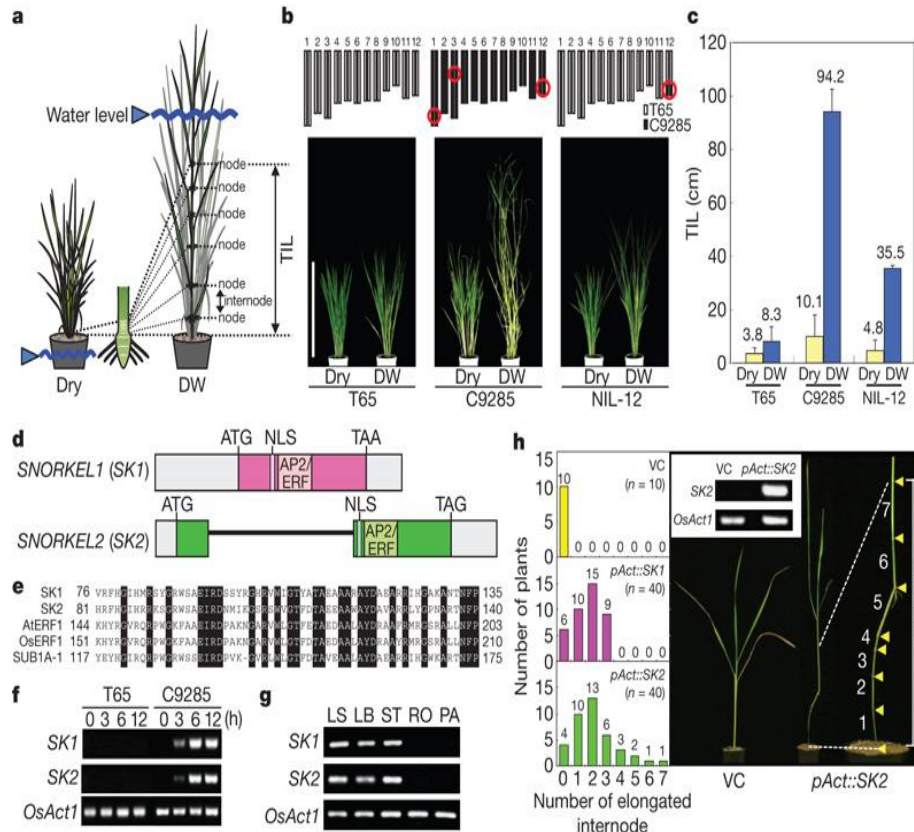 a
Water level
node
node
node
node
node
internode
node
TIL
Dry
DW
b
1 2 3 4 5 6 7 8 9 10 11 12
1 2 3 4 5 6 7 8 9 10 11 12
1 2 3 4 5 6 7 8 9 10 11 12
T65
C9285
Dry DW Dry DW Dry DW
T65 C9285 NIL-12
c
TIL (cm)
120
100
80
60
40
20
0
3.8 8.3 10.1 94.2 4.8 35.5
Dry DW Dry DW Dry DW
T65 C9285 NIL-12
d
ATG NLS TAA
SNORKEL1 (SK1)
AP2/
ERF
ATG NLS TAG
SNORKEL2 (SK2)
AP2/
ERF
e
SK1 76 135
SK2 81 140
AtERF1 144 203
OsERF1 151 210
SUB1A-1 117 175
f
T65 C9285
0 3 6 12 0 3 6 12 (h)
SK1
SK2
OsAct1
g
LS LB ST RO PA
SK1
SK2
OsAct1
h
Number of plants
15
10
5
0
VC
(n = 10)
10 0 0 0 0 0 0 0
15
10
5
0
pAct::SK1
(n = 40)
6 10 15 9 0 0 0 0
15
10
5
0
pAct::SK2
(n = 40)
4 10 13 6 3 2 1 1
0 1 2 3 4 5 6 7
Number of elongated
internode
VC pAct::SK2
SK2
OsAct1
7
6
5
4
3
2
1
VC pAct::SK2